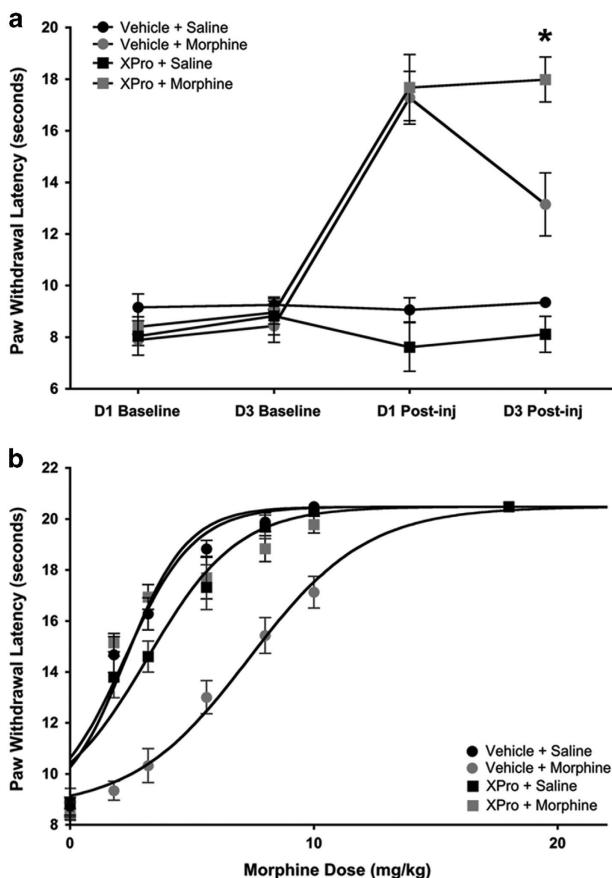 a
Vehicle + Saline
Vehicle + Morphine
XPro + Saline
XPro + Morphine
*
Paw Withdrawal Latency (seconds)
20
18
16
14
12
10
8
6
D1 Baseline D3 Baseline D1 Post-inj D3 Post-inj
b
Paw Withdrawal Latency (seconds)
22
20
18
16
14
12
10
8
Vehicle + Saline
Vehicle + Morphine
XPro + Saline
XPro + Morphine
0 10 20
Morphine Dose (mg/kg)